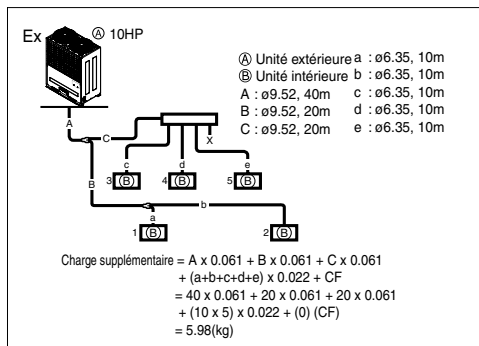 Ex
Ⓐ 10HP
Ⓐ Unité extérieure
Ⓑ Unité intérieure
A : ø9.52, 40m
B : ø9.52, 20m
C : ø9.52, 20m
a : ø6.35, 10m
b : ø6.35, 10m
c : ø6.35, 10m
d : ø6.35, 10m
e : ø6.35, 10m
A
C
X
B
c
d
e
3 Ⓑ
4 Ⓑ
5 Ⓑ
a
b
1 Ⓑ
2 Ⓑ
Charge supplémentaire = A x 0.061 + B x 0.061 + C x 0.061
+ (a+b+c+d+e) x 0.022 + CF
= 40 x 0.061 + 20 x 0.061 + 20 x 0.061
+ (10 x 5) x 0.022 + (0) (CF)
= 5.98(kg)